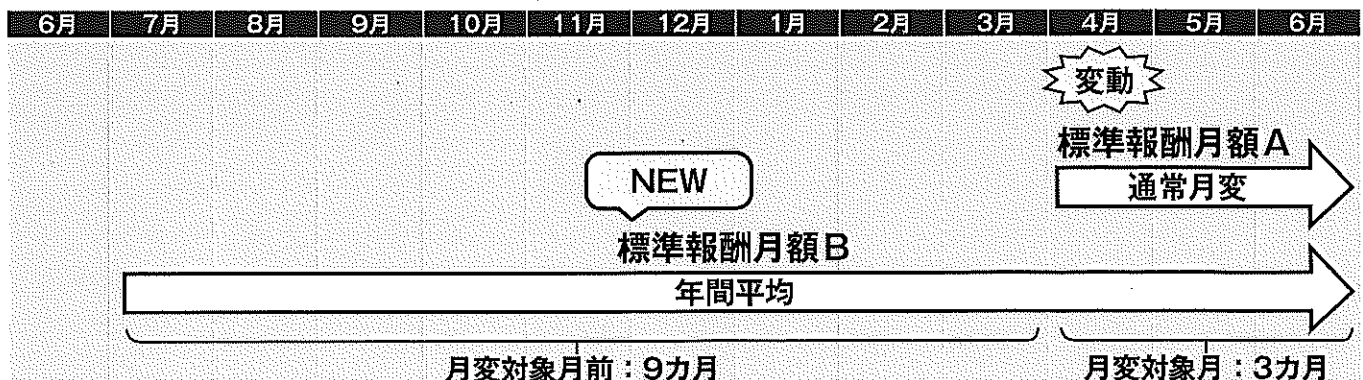 6月 7月 8月 9月 10月 11月 12月 1月 2月 3月 4月 5月 6月
変動
標準報酬月額A
通常月変
NEW
標準報酬月額B
年間平均
月変対象月前：9カ月 月変対象月：3カ月